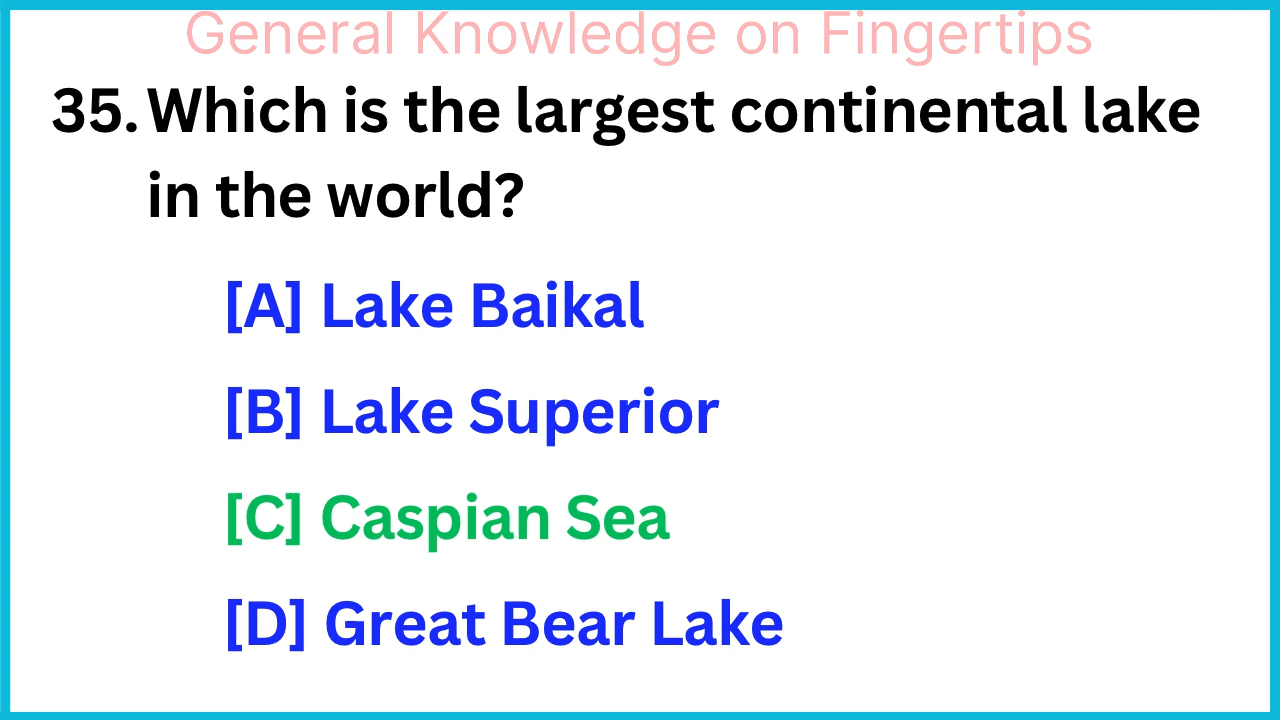 General Knowledge on Fingertips
35. Which is the largest continental lake
in the world?
[A] Lake Baikal
[B] Lake Superior
[C] Caspian Sea
[D] Great Bear Lake